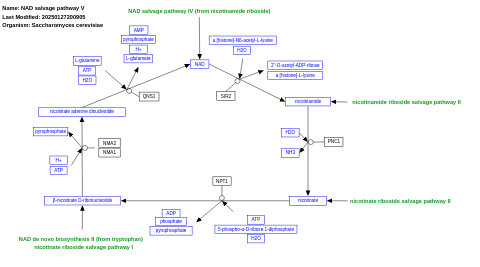 Name: NAD salvage pathway V
Last Modified: 20250127200905
Organism: Saccharomyces cerevisiae
NAD salvage pathway IV (from nicotinamide riboside)
AMP
pyrophosphate
H+
L-glutamate
a [histone]-N6-acetyl-L-lysine
H2O
L-glutamine
ATP
H2O
NAD
2''-O-acetyl-ADP-ribose
a [histone]-L-lysine
QNS1
SIR2
nicotinamide
nicotinamide riboside salvage pathway II
nicotinate adenine dinucleotide
pyrophosphate
NMA2
NMA1
H2O
PNC1
NH3
H+
ATP
NPT1
β-nicotinate D-ribonucleotide
nicotinate
nicotinate riboside salvage pathway II
ADP
phosphate
pyrophosphate
ATP
5-phospho-α-D-ribose 1-diphosphate
H2O
NAD de novo biosynthesis II (from tryptophan)
nicotinate riboside salvage pathway I